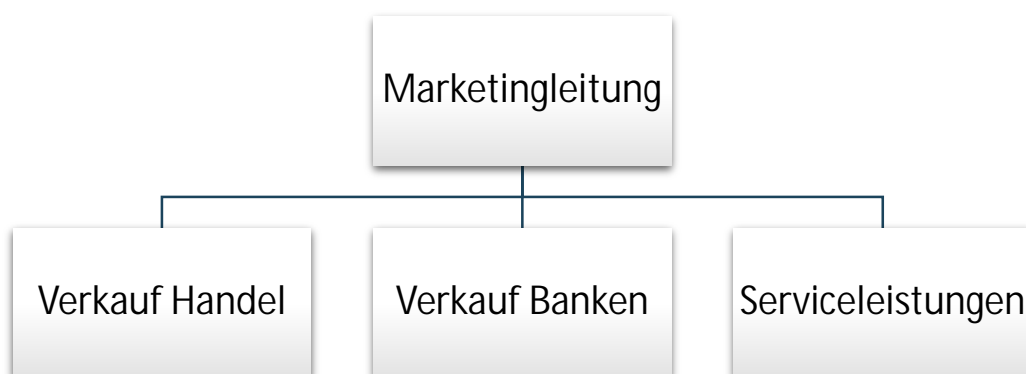 Marketingleitung
Verkauf Handel
Verkauf Banken
Serviceleistungen